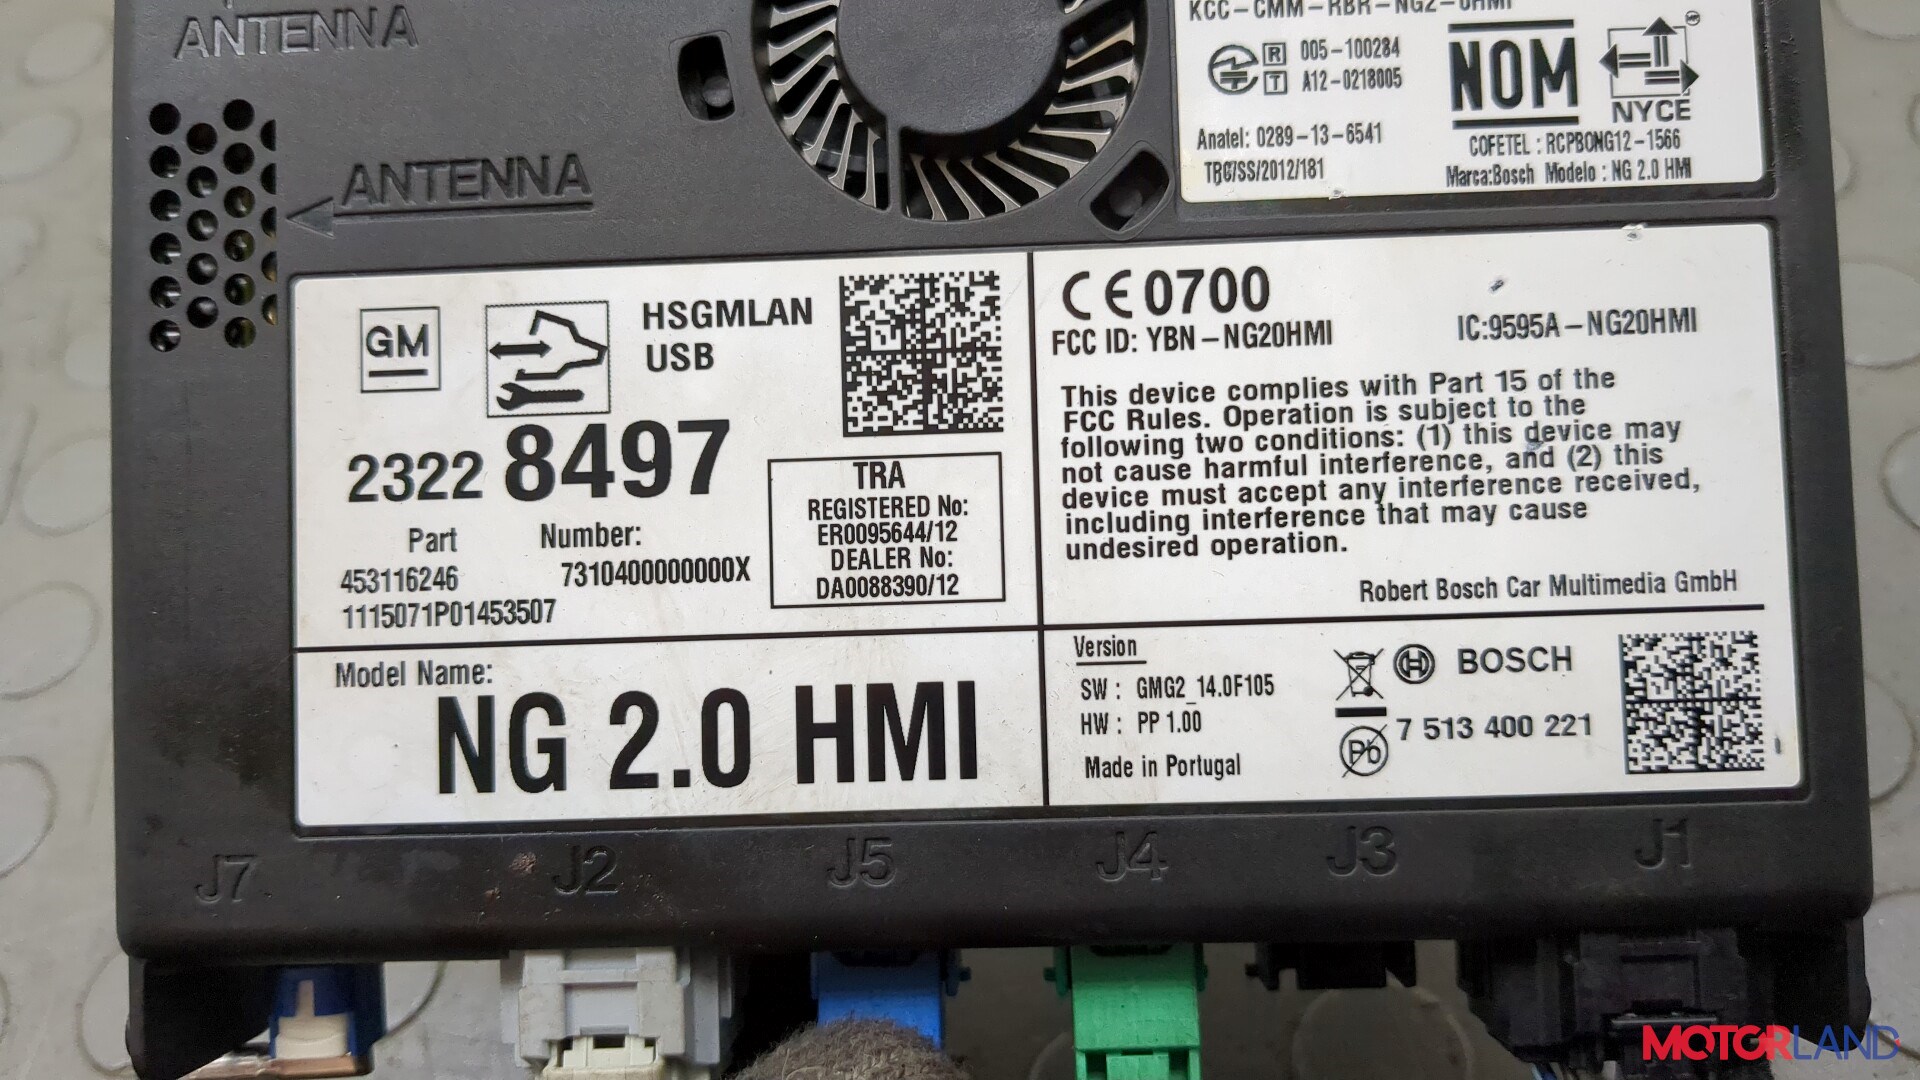 ANTENNA
ANTENNA
KCC-CMM-RBR-NG2-0HMI
R 005-100284
T A12-0218005
NOM
NYCE
Anatel: 0289-13-6541
TRC/SS/2012/181
COFETEL : RCPBONG12-1566
Marca:Bosch Modelo : NG 2.0 HMI
GM
HSGMLAN
USB
2322 8497
Part Number:
453116246 7310400000000X
1115071P01453507
TRA
REGISTERED No:
ER0095644/12
DEALER No:
DA0088390/12
CE0700
FCC ID: YBN-NG20HMI
IC:9595A-NG20HMI
This device complies with Part 15 of the
FCC Rules. Operation is subject to the
following two conditions: (1) this device may
not cause harmful interference, and (2) this
device must accept any interference received,
including interference that may cause
undesired operation.
Robert Bosch Car Multimedia GmbH
Model Name:
NG 2.0 HMI
Version
SW : GMG2_14.0F105
HW : PP 1.00
Made in Portugal
BOSCH
7 513 400 221
Pb
J7 J2 J5 J4 J3 J1
MOTORLAND